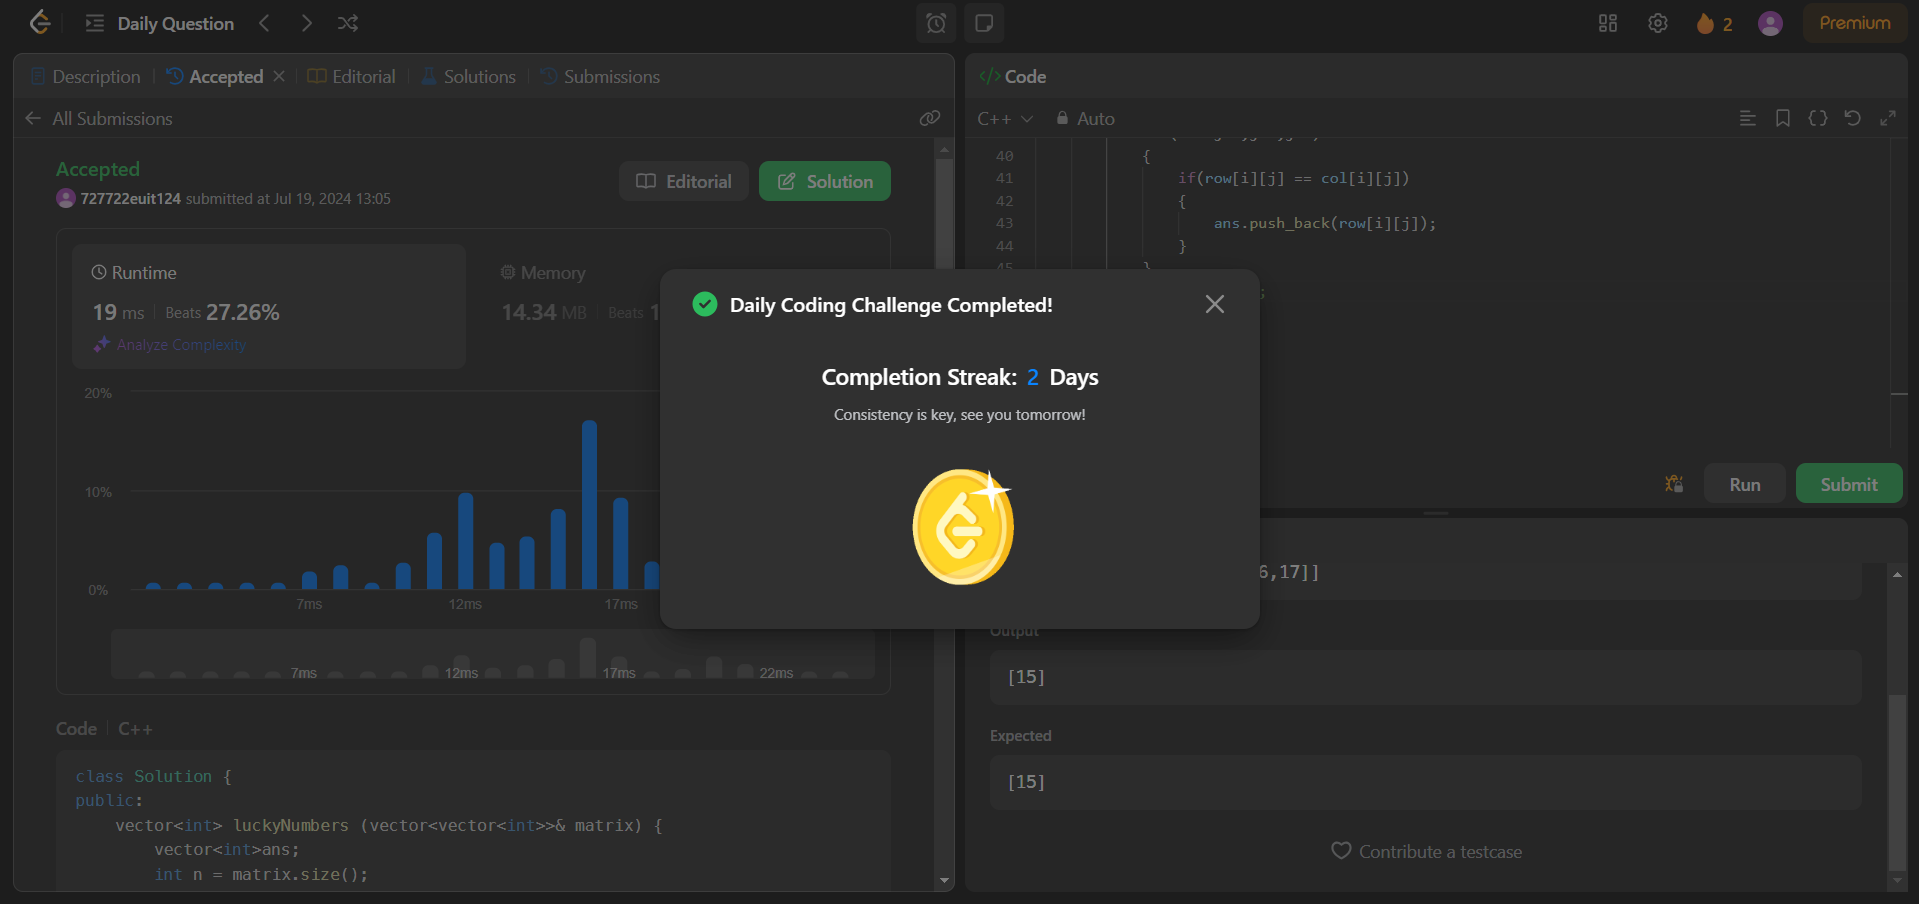 Daily Question
2
Premium
Description
Accepted
Editorial
Solutions
Submissions
All Submissions
Accepted
727722euit124 submitted at Jul 19, 2024 13:05
Editorial
Solution
Runtime
19 ms
Beats 27.26%
Analyze Complexity
Memory
14.34 MB
Beats 1
20%
10%
0%
7ms
12ms
17ms
7ms
12ms
17ms
22ms
Code
C++
class Solution {
public:
vector<int> luckyNumbers (vector<vector<int>>& matrix) {
vector<int>ans;
int n = matrix.size();
Code
C++
Auto
40 {
41 if(row[i][j] == col[i][j])
42 {
43 ans.push_back(row[i][j]);
44 }
45 }
;
Daily Coding Challenge Completed!
Completion Streak: 2 Days
Consistency is key, see you tomorrow!
Run
Submit
6,17]]
Output
[15]
Expected
[15]
Contribute a testcase